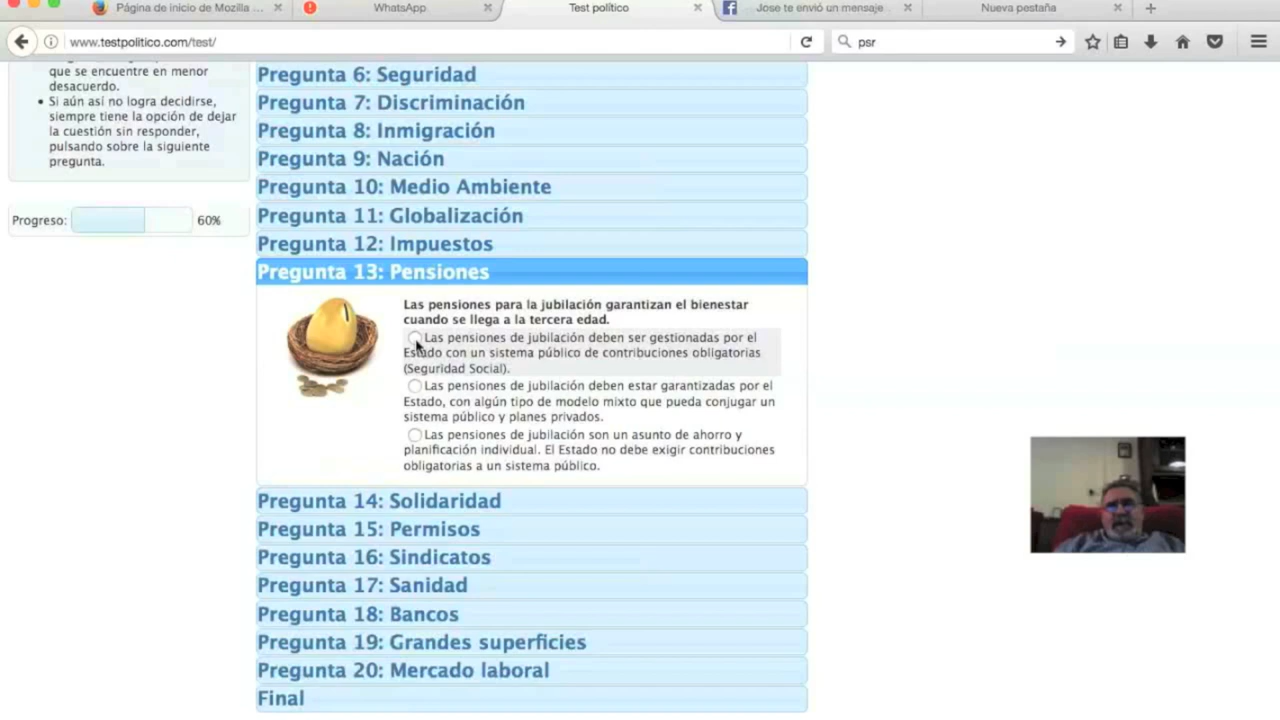 Página de inicio de Mozilla ...
WhatsApp
Test político
Jose te envió un mensaje
Nueva pestaña
www.testpolitico.com/test/
psr
que se encuentre en menor
desacuerdo.
Si aún así no logra decidirse,
siempre tiene la opción de dejar
la cuestión sin responder,
pulsando sobre la siguiente
pregunta.
Progreso: 60%
Pregunta 6: Seguridad
Pregunta 7: Discriminación
Pregunta 8: Inmigración
Pregunta 9: Nación
Pregunta 10: Medio Ambiente
Pregunta 11: Globalización
Pregunta 12: Impuestos
Pregunta 13: Pensiones
Las pensiones para la jubilación garantizan el bienestar
cuando se llega a la tercera edad.
Las pensiones de jubilación deben ser gestionadas por el
Estado con un sistema público de contribuciones obligatorias
(Seguridad Social).
Las pensiones de jubilación deben estar garantizadas por el
Estado, con algún tipo de modelo mixto que pueda conjugar un
sistema público y planes privados.
Las pensiones de jubilación son un asunto de ahorro y
planificación individual. El Estado no debe exigir contribuciones
obligatorias a un sistema público.
Pregunta 14: Solidaridad
Pregunta 15: Permisos
Pregunta 16: Sindicatos
Pregunta 17: Sanidad
Pregunta 18: Bancos
Pregunta 19: Grandes superficies
Pregunta 20: Mercado laboral
Final